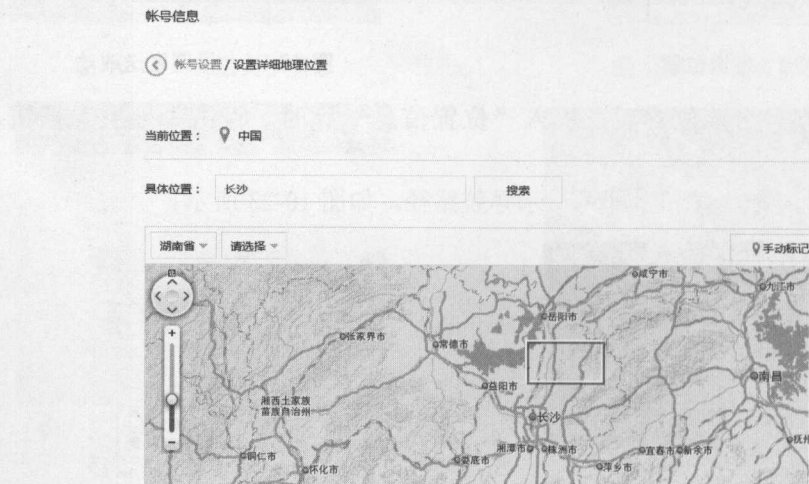 帐号信息
帐号设置 / 设置详细地理位置
当前位置： 中国
具体位置： 长沙 搜索
湖南省 请选择 手动标记
咸宁市
九江市
岳阳市
张家界市
常德市
南昌
益阳市
湘西土家族
苗族自治州
长沙
抚州
湘潭市 株洲市 宜春市 新余市
铜仁市 娄底市
怀化市 萍乡市